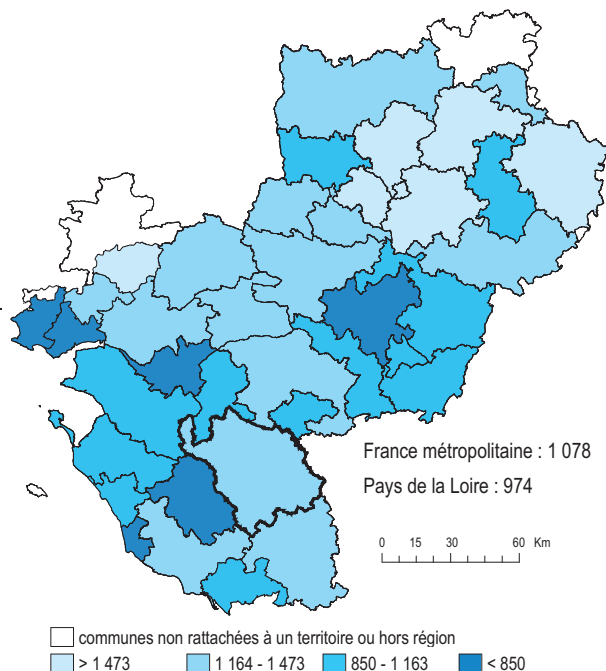 France métropolitaine : 1 078
Pays de la Loire : 974
0 15 30 60 Km
communes non rattachées à un territoire ou hors région
> 1 473 1 164 - 1 473 850 - 1 163 < 850